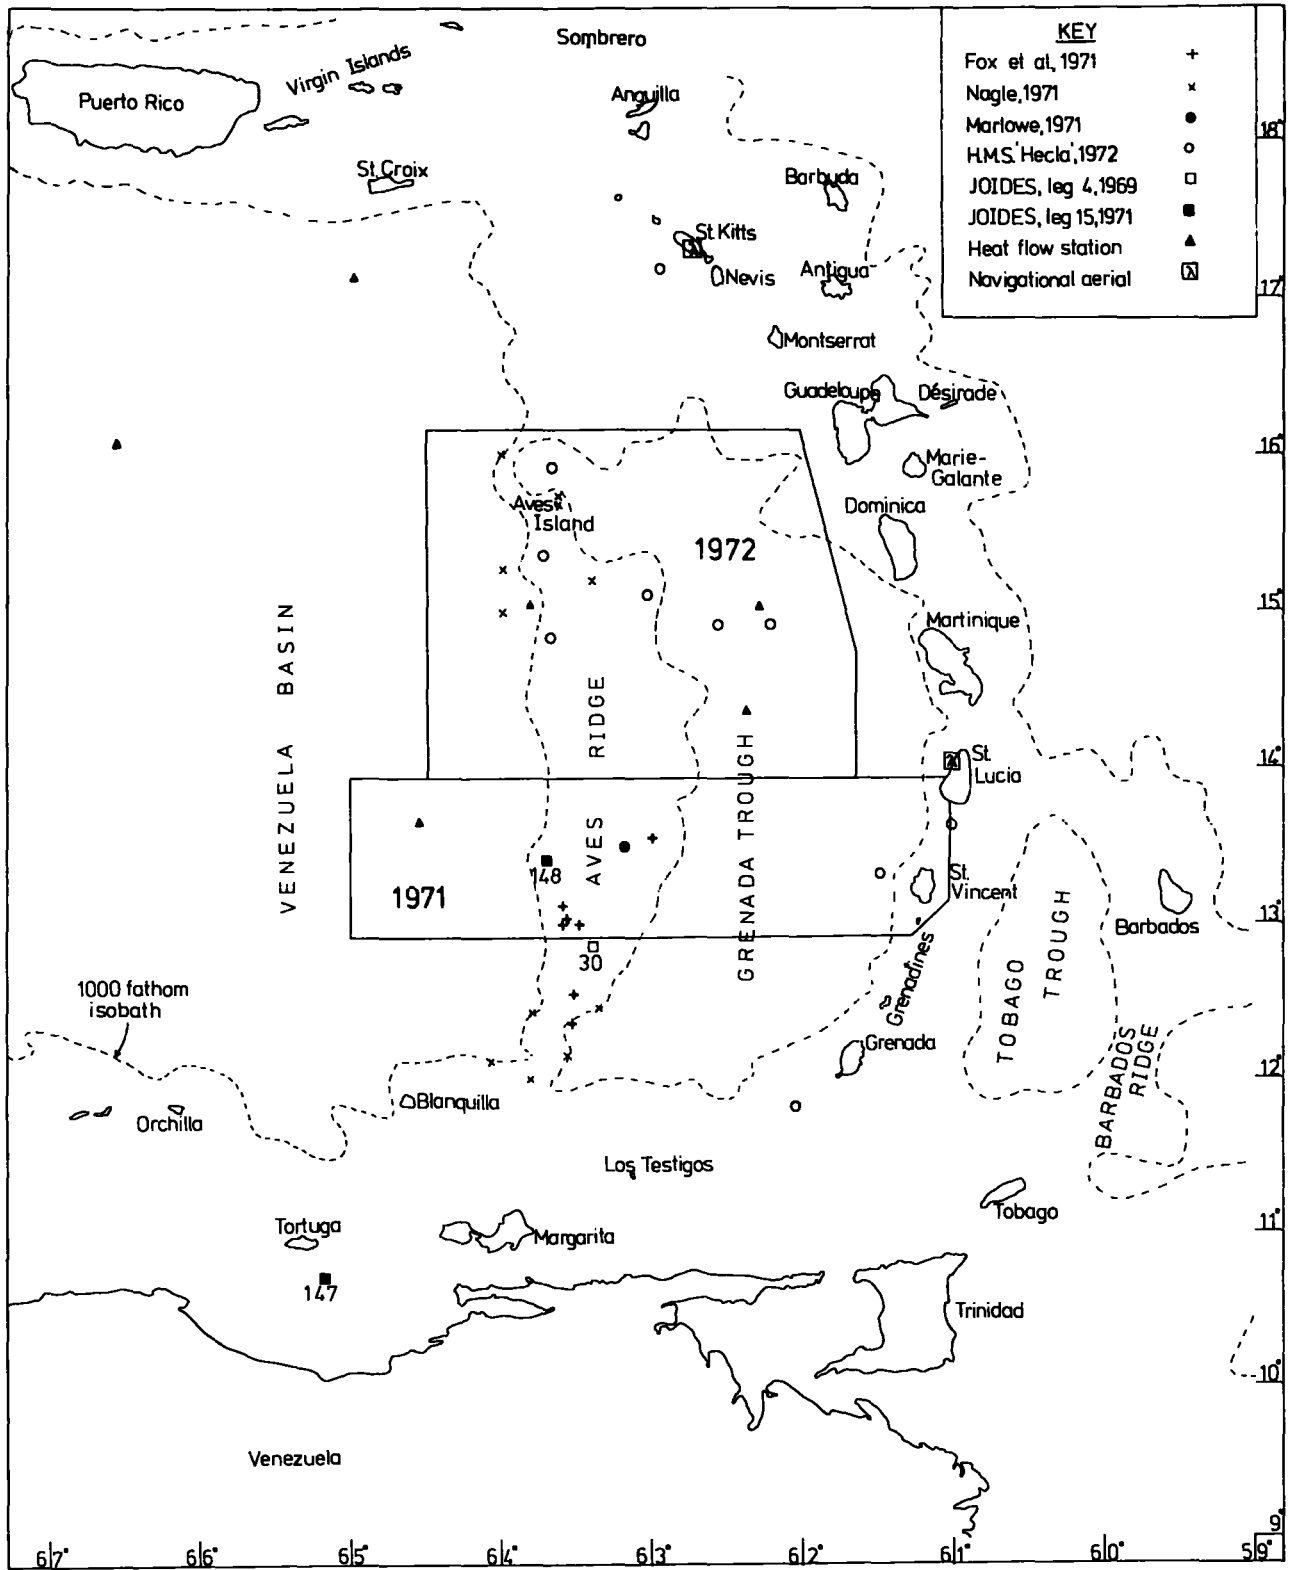 KEY
Fox et al, 1971
Nagle, 1971
Marlowe, 1971
H.M.S. 'Hecla', 1972
JOIDES, leg 4, 1969
JOIDES, leg 15, 1971
Heat flow station
Navigational aerial
λ
Sombrero
Virgin Islands
Puerto Rico
Anguilla
18°
St. Croix
Barbuda
St. Kitts
λ
Nevis
Antigua
17°
Montserrat
Guadeloupe
Désirade
16°
Marie-
Galante
Aves
Island
Dominica
1972
15°
Martinique
VENEZUELA BASIN
AVES RIDGE
GRENADA TROUGH
14°
λ
St.
Lucia
148
1971
St.
Vincent
13°
Barbados
30
Grenadines
TOBAGO
TROUGH
1000 fathom
isobath
Grenada
BARBADOS
RIDGE
12°
Blanquilla
Orchilla
Los Testigos
Tobago
11°
Tortuga
Margarita
147
Trinidad
10°
Venezuela
9°
67°
66°
65°
64°
63°
62°
61°
60°
59°